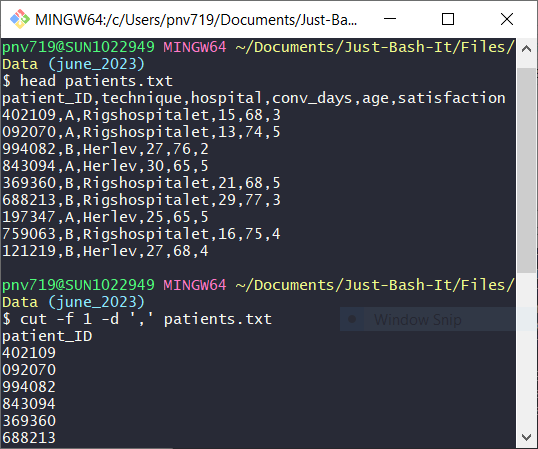 MINGW64:/c/Users/pnv719/Documents/Just-Ba...
pnv719@SUN1022949 MINGW64 ~/Documents/Just-Bash-It/Files/
Data (june_2023)
$ head patients.txt
patient_ID,technique,hospital,conv_days,age,satisfaction
402109,A,Rigshospitalet,15,68,3
092070,A,Rigshospitalet,13,74,5
994082,B,Herlev,27,76,2
843094,A,Herlev,30,65,5
369360,B,Rigshospitalet,21,68,5
688213,B,Rigshospitalet,29,77,3
197347,A,Herlev,25,65,5
759063,B,Rigshospitalet,16,75,4
121219,B,Herlev,27,68,4
pnv719@SUN1022949 MINGW64 ~/Documents/Just-Bash-It/Files/
Data (june_2023)
$ cut -f 1 -d ',' patients.txt
Window Snip
patient_ID
402109
092070
994082
843094
369360
688213